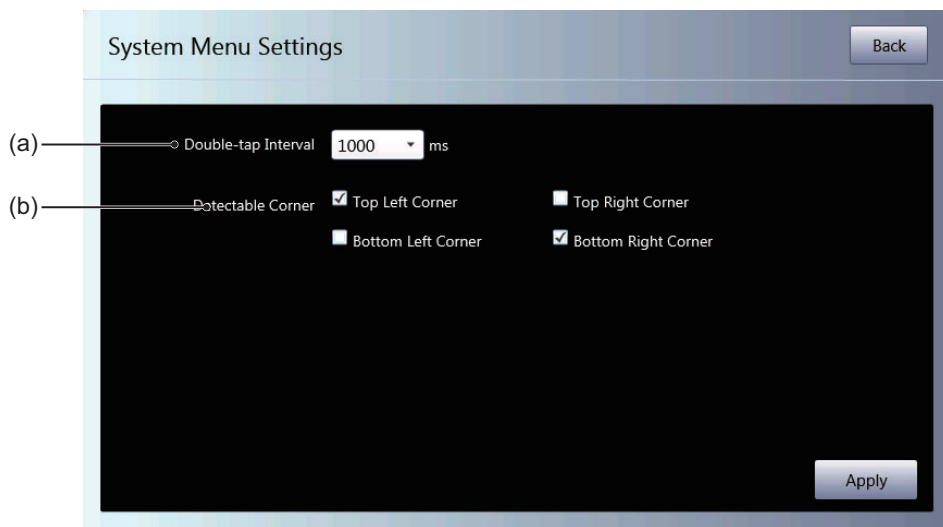 System Menu Settings
Back
(a) Double-tap Interval 1000 ms
(b) Detectable Corner Top Left Corner Top Right Corner
Bottom Left Corner Bottom Right Corner
Apply